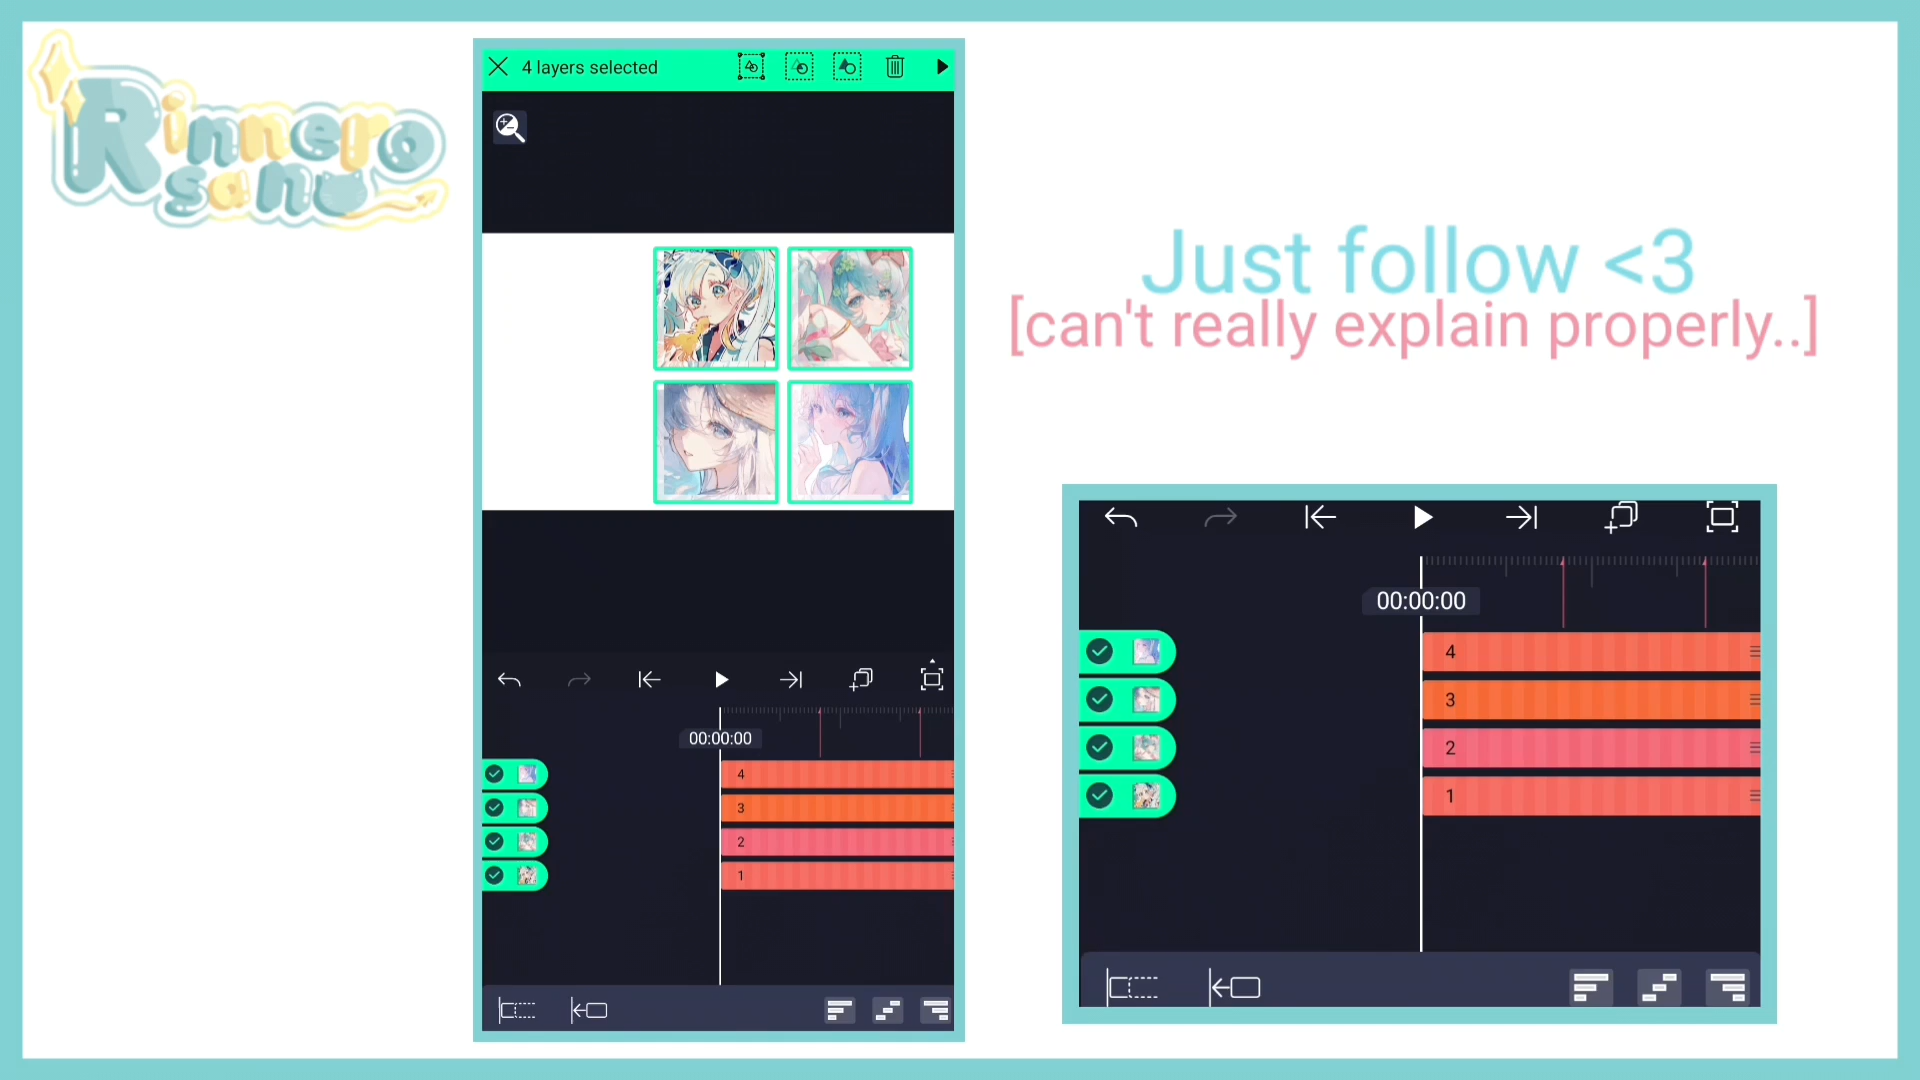 Rinnero
san
4 layers selected
Just follow <3
[can't really explain properly..]
00:00:00
4
3
2
1
00:00:00
4
3
2
1